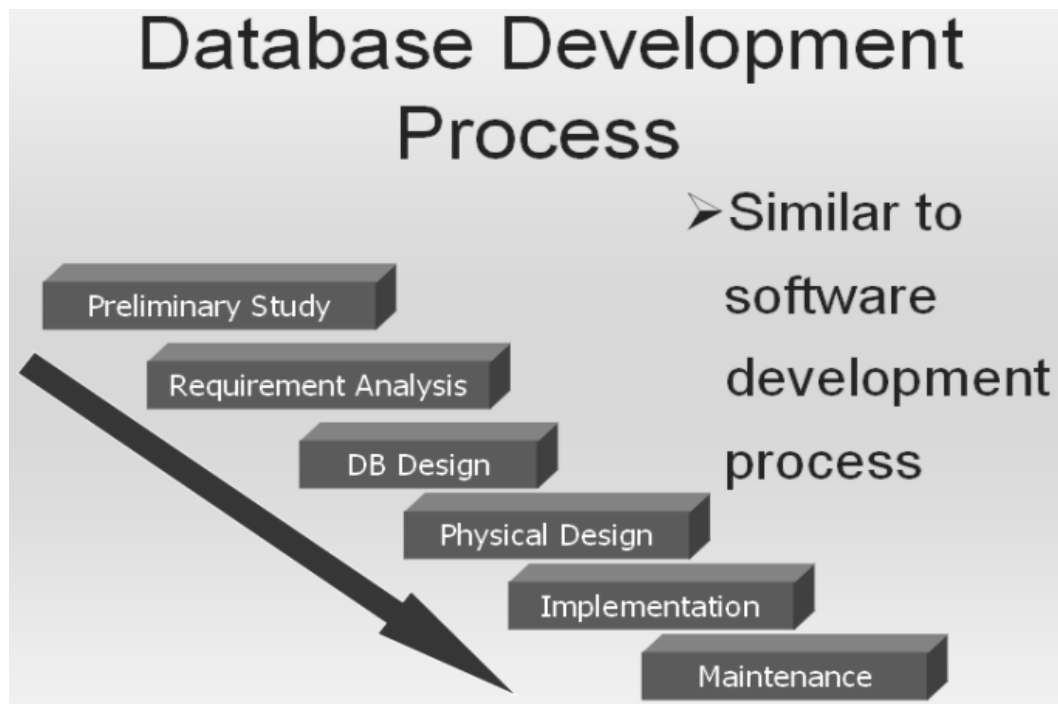 Database Development
Process
➢Similar to
software
development
process
Preliminary Study
Requirement Analysis
DB Design
Physical Design
Implementation
Maintenance